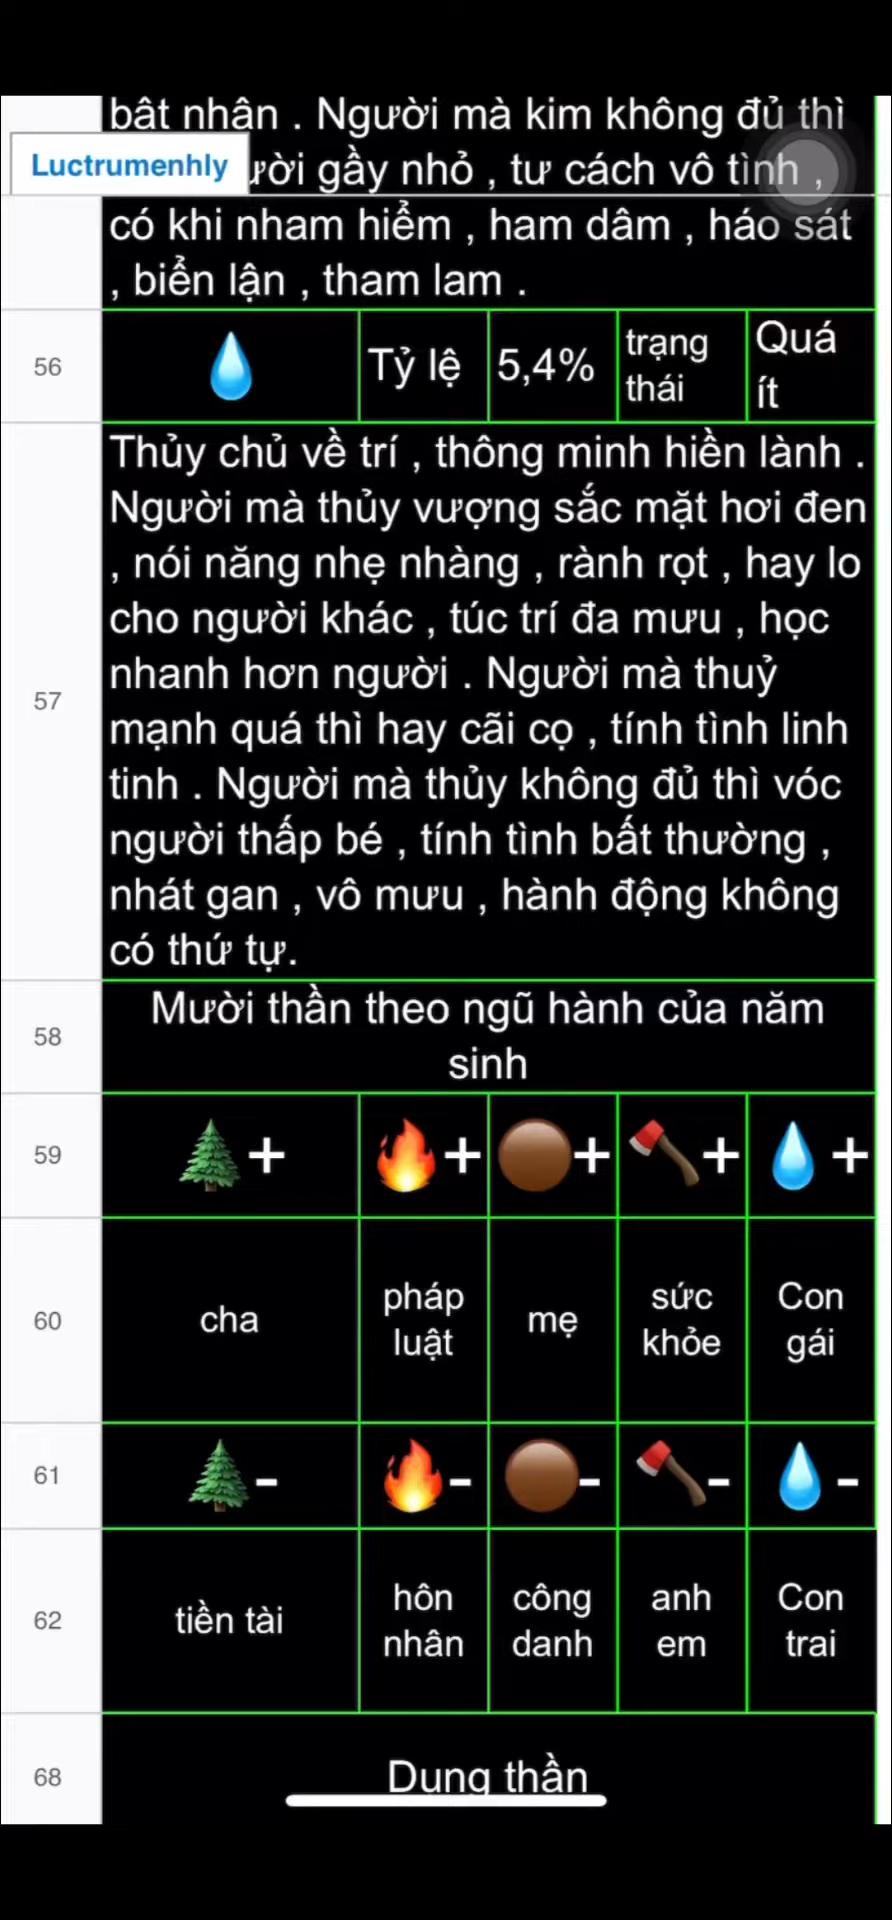 bất nhân . Người mà kim không đủ thì
Luctrumenhly
gầy nhỏ , tư cách vô tình ,
có khi nham hiểm , ham dâm , háo sát
, biển lận , tham lam .
56
Tỷ lệ
5,4%
trạng
thái
Quá
ít
57
Thủy chủ về trí , thông minh hiền lành .
Người mà thủy vượng sắc mặt hơi đen
, nói năng nhẹ nhàng , rành rọt , hay lo
cho người khác , túc trí đa mưu , học
nhanh hơn người . Người mà thuỷ
mạnh quá thì hay cãi cọ , tính tình linh
tinh . Người mà thủy không đủ thì vóc
người thấp bé , tính tình bất thường ,
nhát gan , vô mưu , hành động không
có thứ tự.
58
Mười thần theo ngũ hành của năm
sinh
59
+ + + + +
60
cha
pháp
luật
mẹ
sức
khỏe
Con
gái
61
- - - - -
62
tiền tài
hôn
nhân
công
danh
anh
em
Con
trai
68
Dụng thần